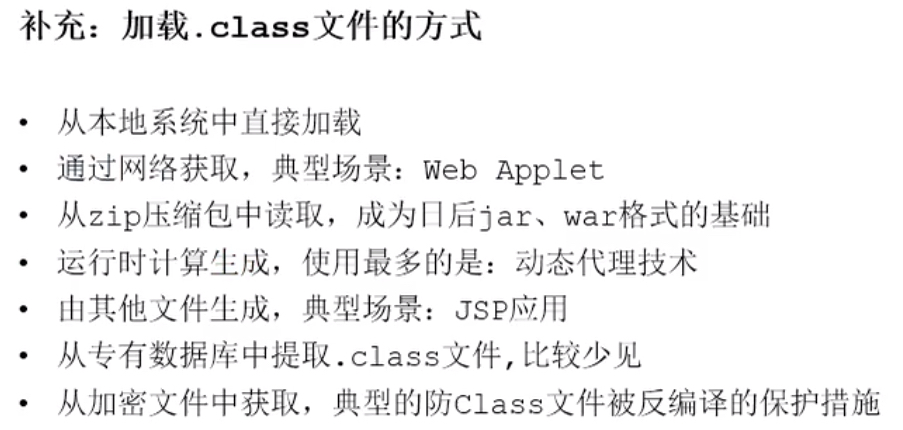 补充：加载.class文件的方式
• 从本地系统中直接加载
• 通过网络获取，典型场景：Web Applet
• 从zip压缩包中读取，成为日后jar、war格式的基础
• 运行时计算生成，使用最多的是：动态代理技术
• 由其他文件生成，典型场景：JSP应用
• 从专有数据库中提取.class文件,比较少见
• 从加密文件中获取，典型的防Class文件被反编译的保护措施